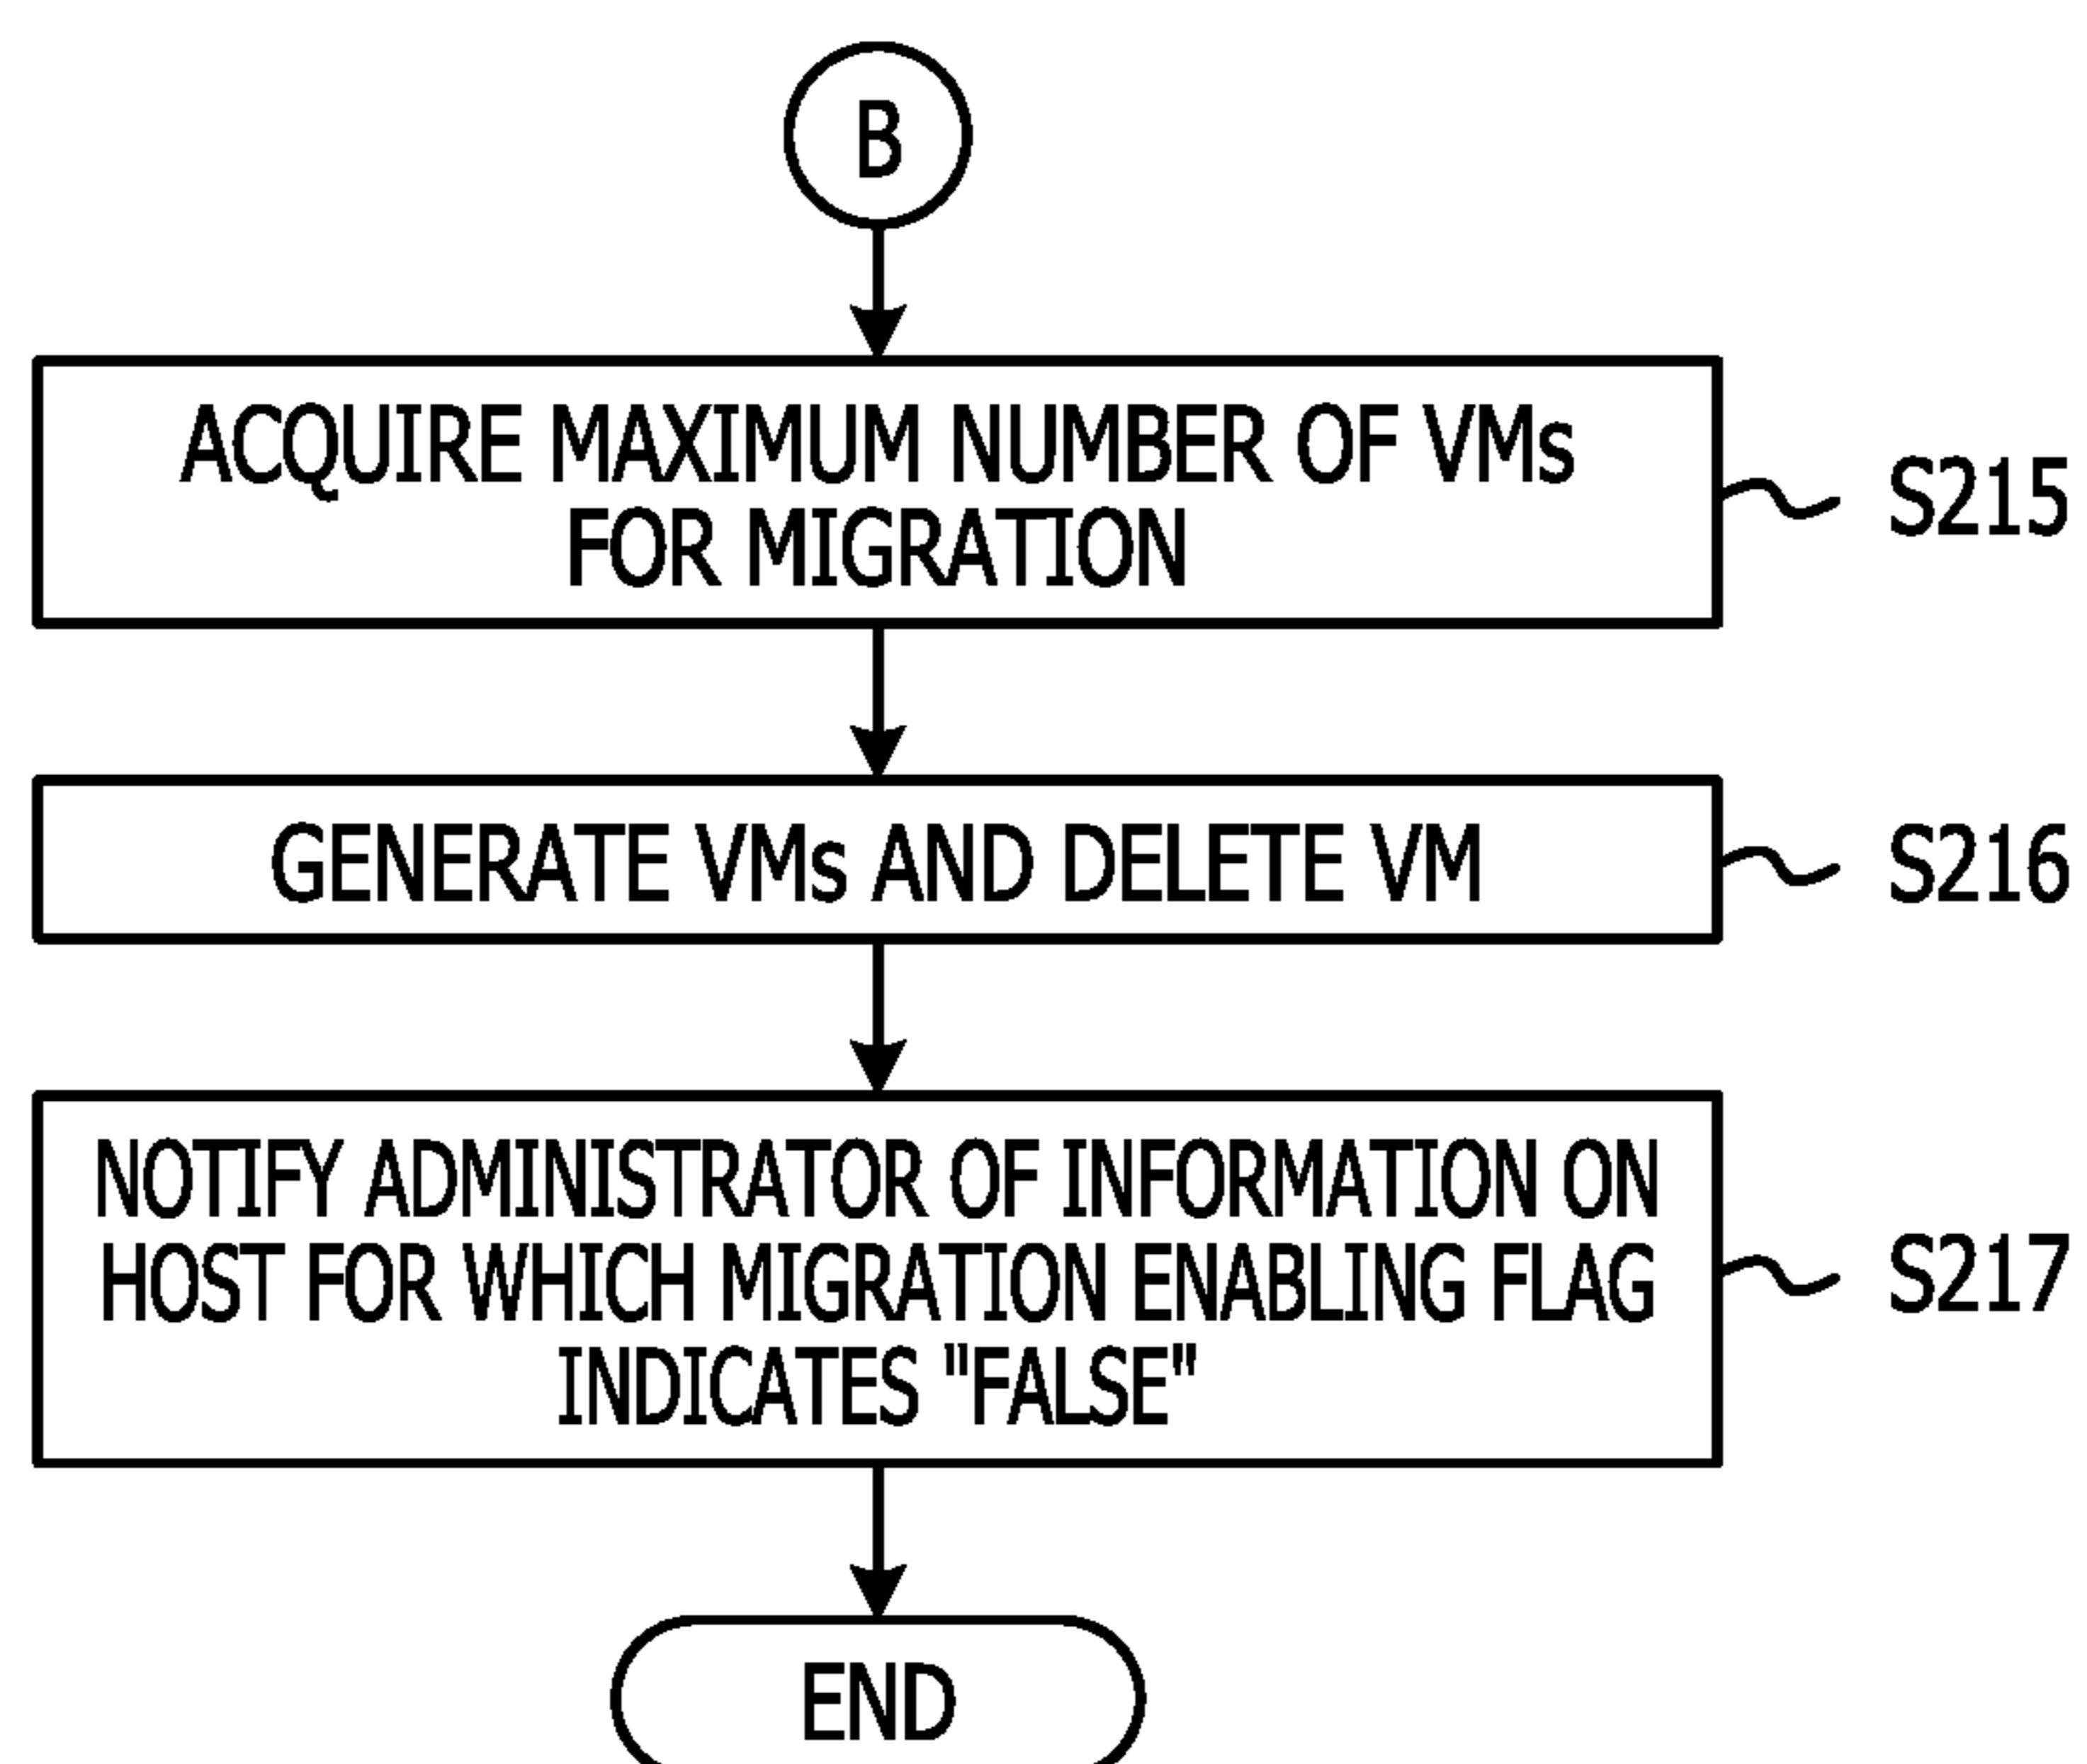 B
ACQUIRE MAXIMUM NUMBER OF VMs
FOR MIGRATION
S215
GENERATE VMs AND DELETE VM
S216
NOTIFY ADMINISTRATOR OF INFORMATION ON
HOST FOR WHICH MIGRATION ENABLING FLAG
INDICATES "FALSE"
S217
END